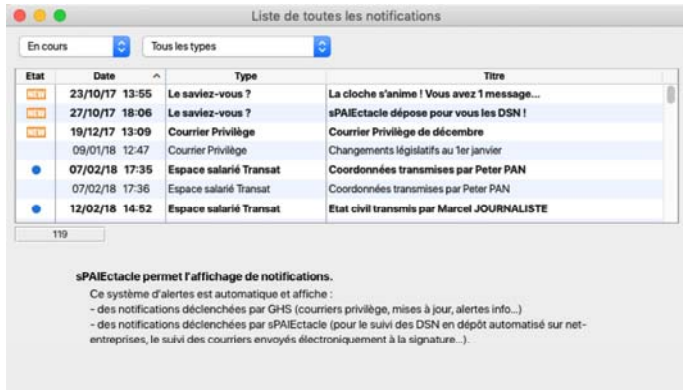 Liste de toutes les notifications
En cours Tous les types
Etat Date Type Titre
23/10/17 13:55 Le saviez-vous ? La cloche s'anime ! Vous avez 1 message...
27/10/17 18:06 Le saviez-vous ? sPAIEctacle dépose pour vous les DSN !
19/12/17 13:09 Courrier Privilège Courrier Privilège de décembre
09/01/18 12:47 Courrier Privilège Changements législatifs au 1er janvier
07/02/18 17:35 Espace salarié Transat Coordonnées transmises par Peter PAN
07/02/18 17:36 Espace salarié Transat Coordonnées transmises par Peter PAN
12/02/18 14:52 Espace salarié Transat Etat civil transmis par Marcel JOURNALISTE
119
sPAIEctacle permet l'affichage de notifications.
Ce système d'alertes est automatique et affiche :
- des notifications déclenchées par GHS (courriers privilège, mises à jour, alertes info...)
- des notifications déclenchées par sPAIEctacle (pour le suivi des DSN en dépôt automatisé sur net-
entreprises, le suivi des courriers envoyés électroniquement à la signature...).